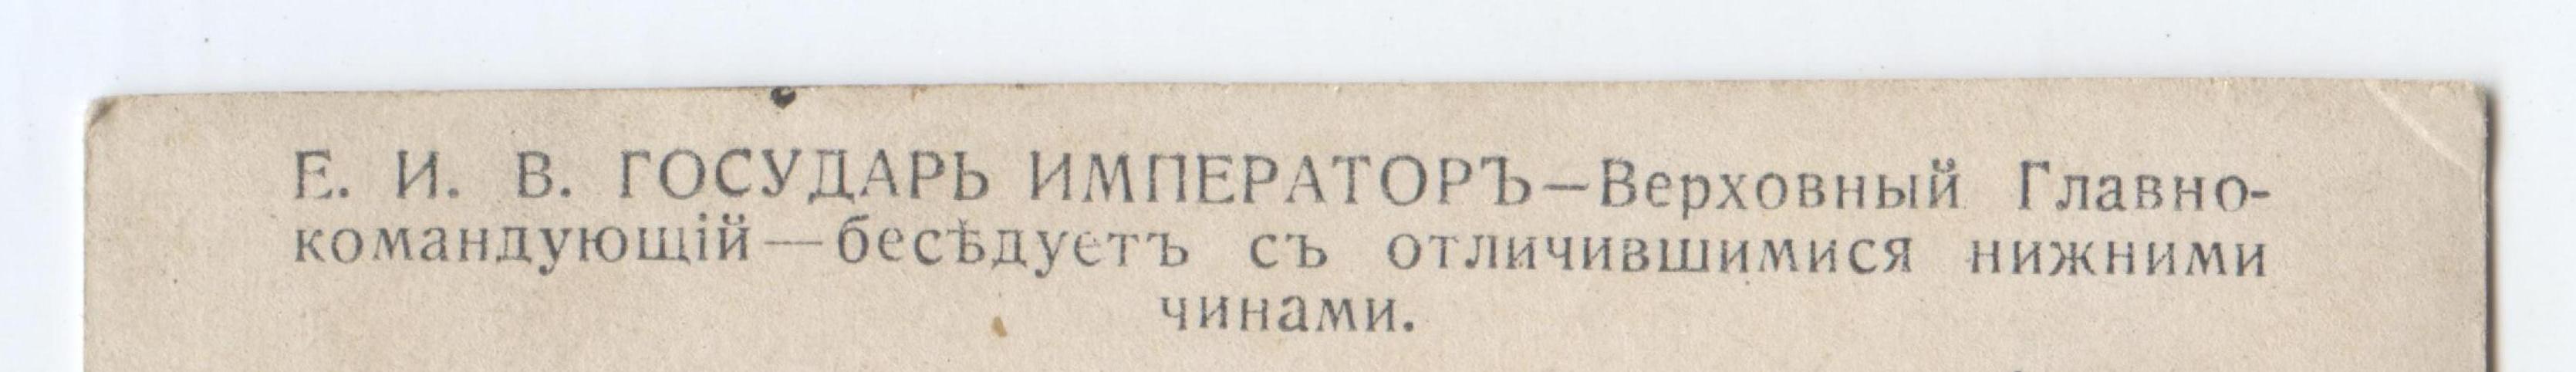 Е. И. В. ГОСУДАРЬ ИМПЕРАТОРЪ—Верховный Главно-
командующій—бесѣдуетъ съ отличившимися нижними
чинами.